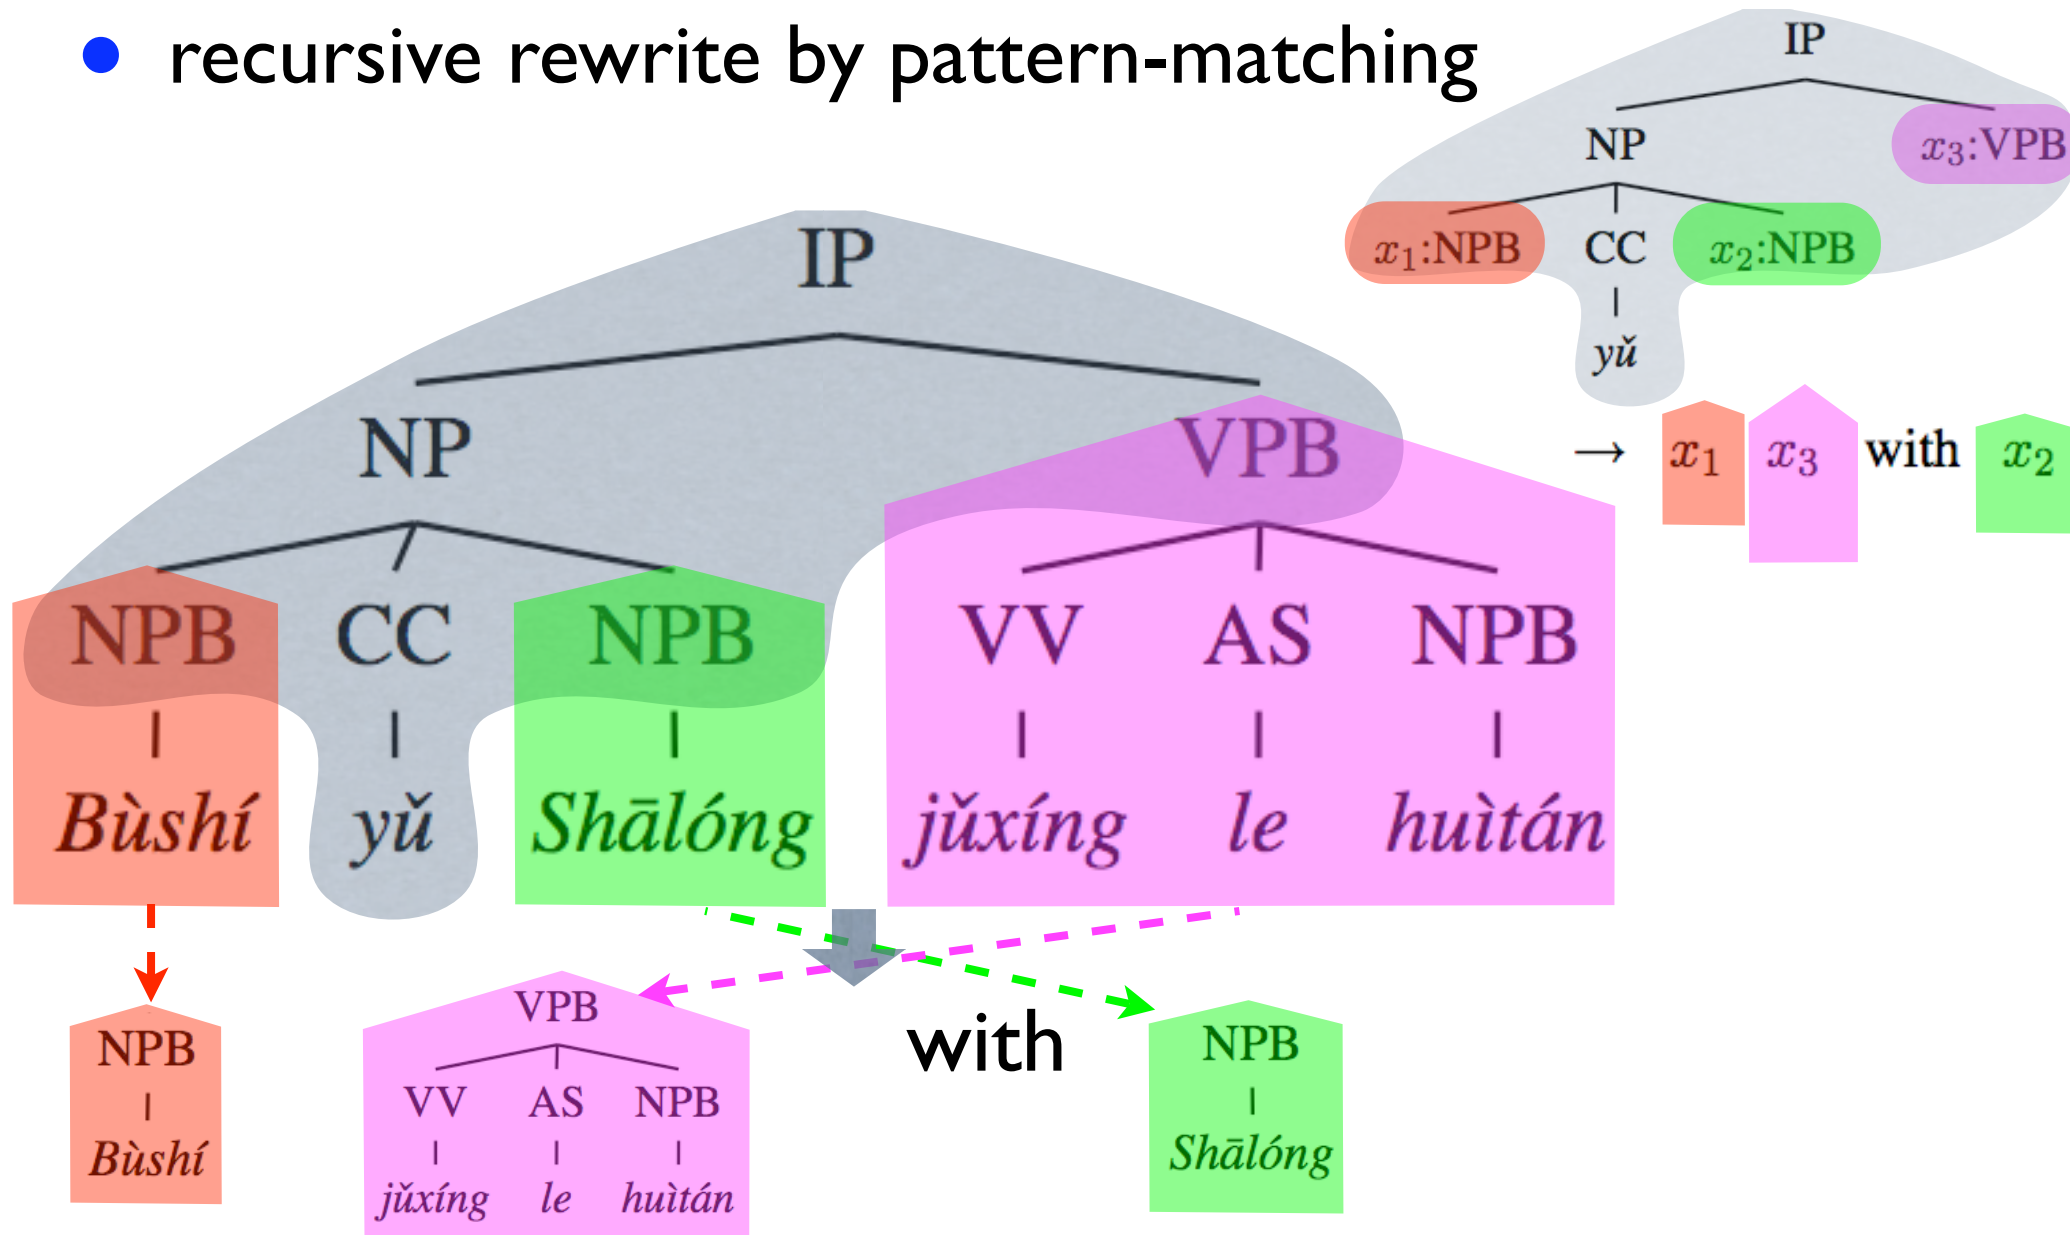 • recursive rewrite by pattern-matching
IP
NP x₃:VPB
x₁:NPB CC x₂:NPB
yǔ
→ x₁ x₃ with x₂
IP
NP VPB
NPB CC NPB VV AS NPB
Bùshí yǔ Shālóng jǔxíng le huìtán
with
NPB
Bùshí
VPB
VV AS NPB
jǔxíng le huìtán
NPB
Shālóng